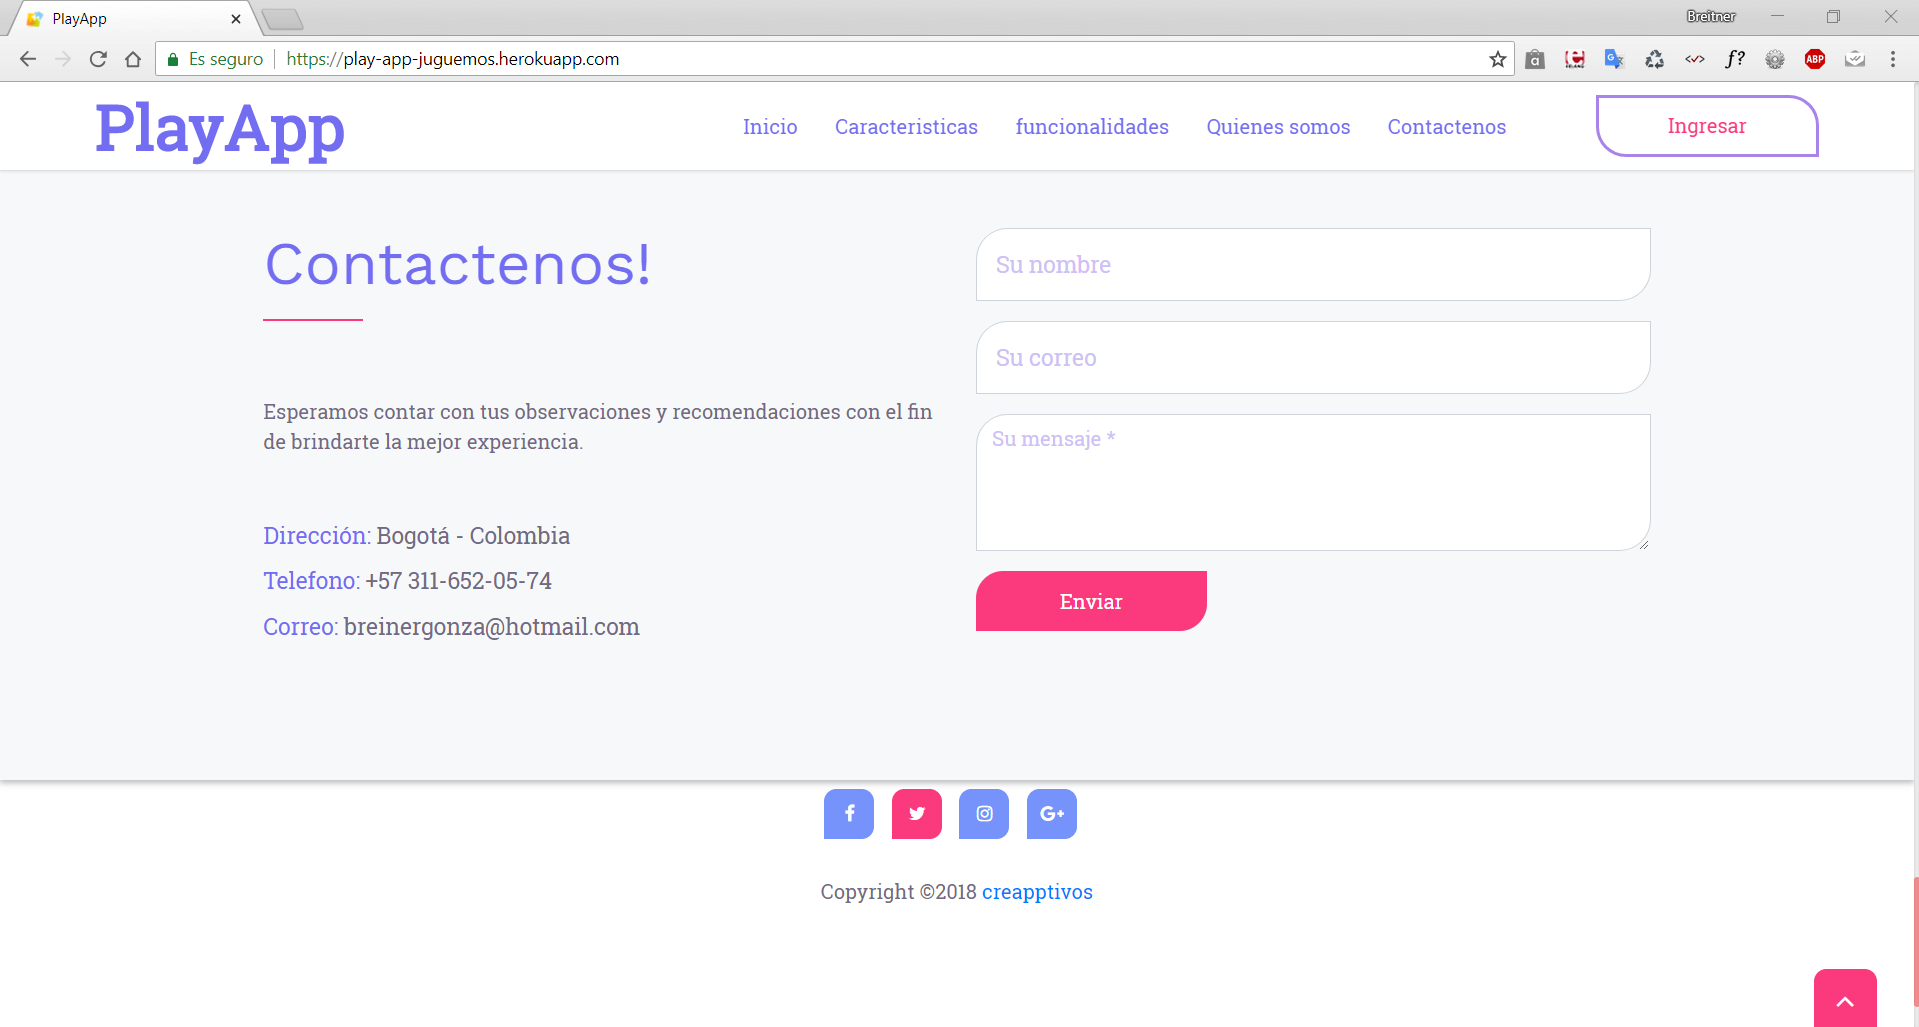 PlayApp
Breitner
Es seguro
https://play-app-juguemos.herokuapp.com
a
f?
ABP
PlayApp
Inicio
Caracteristicas
funcionalidades
Quienes somos
Contactenos
Ingresar
Contactenos!
Esperamos contar con tus observaciones y recomendaciones con el fin
de brindarte la mejor experiencia.
Dirección: Bogotá - Colombia
Telefono: +57 311-652-05-74
Correo: breinergonza@hotmail.com
Su nombre
Su correo
Su mensaje *
Enviar
G+
Copyright ©2018 creapptivos